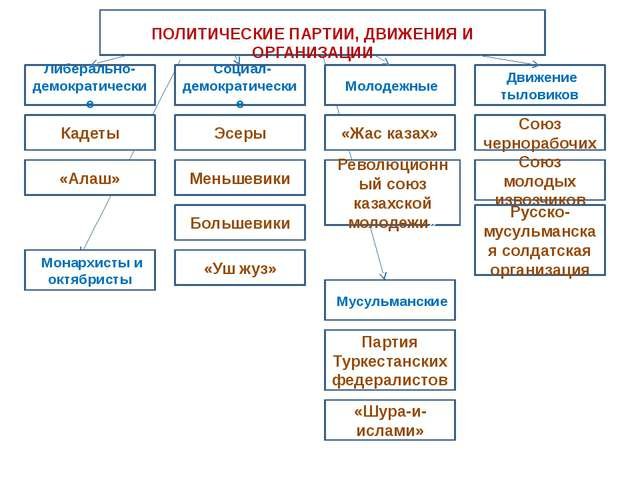 ПОЛИТИЧЕСКИЕ ПАРТИИ, ДВИЖЕНИЯ И
ОРГАНИЗАЦИИ
Либерально-
демократически
е
Кадеты
«Алаш»
Монархисты и
октябристы
Социал-
демократически
е
Эсеры
Меньшевики
Большевики
«Уш жуз»
Молодежные
«Жас казах»
Революционн
ый союз
казахской
молодежи
Мусульманские
Партия
Туркестанских
федералистов
«Шура-и-
ислами»
Движение
тыловиков
Союз
чернорабочих
Союз
молодых
извозчиков
Русско-
мусульманска
я солдатская
организация